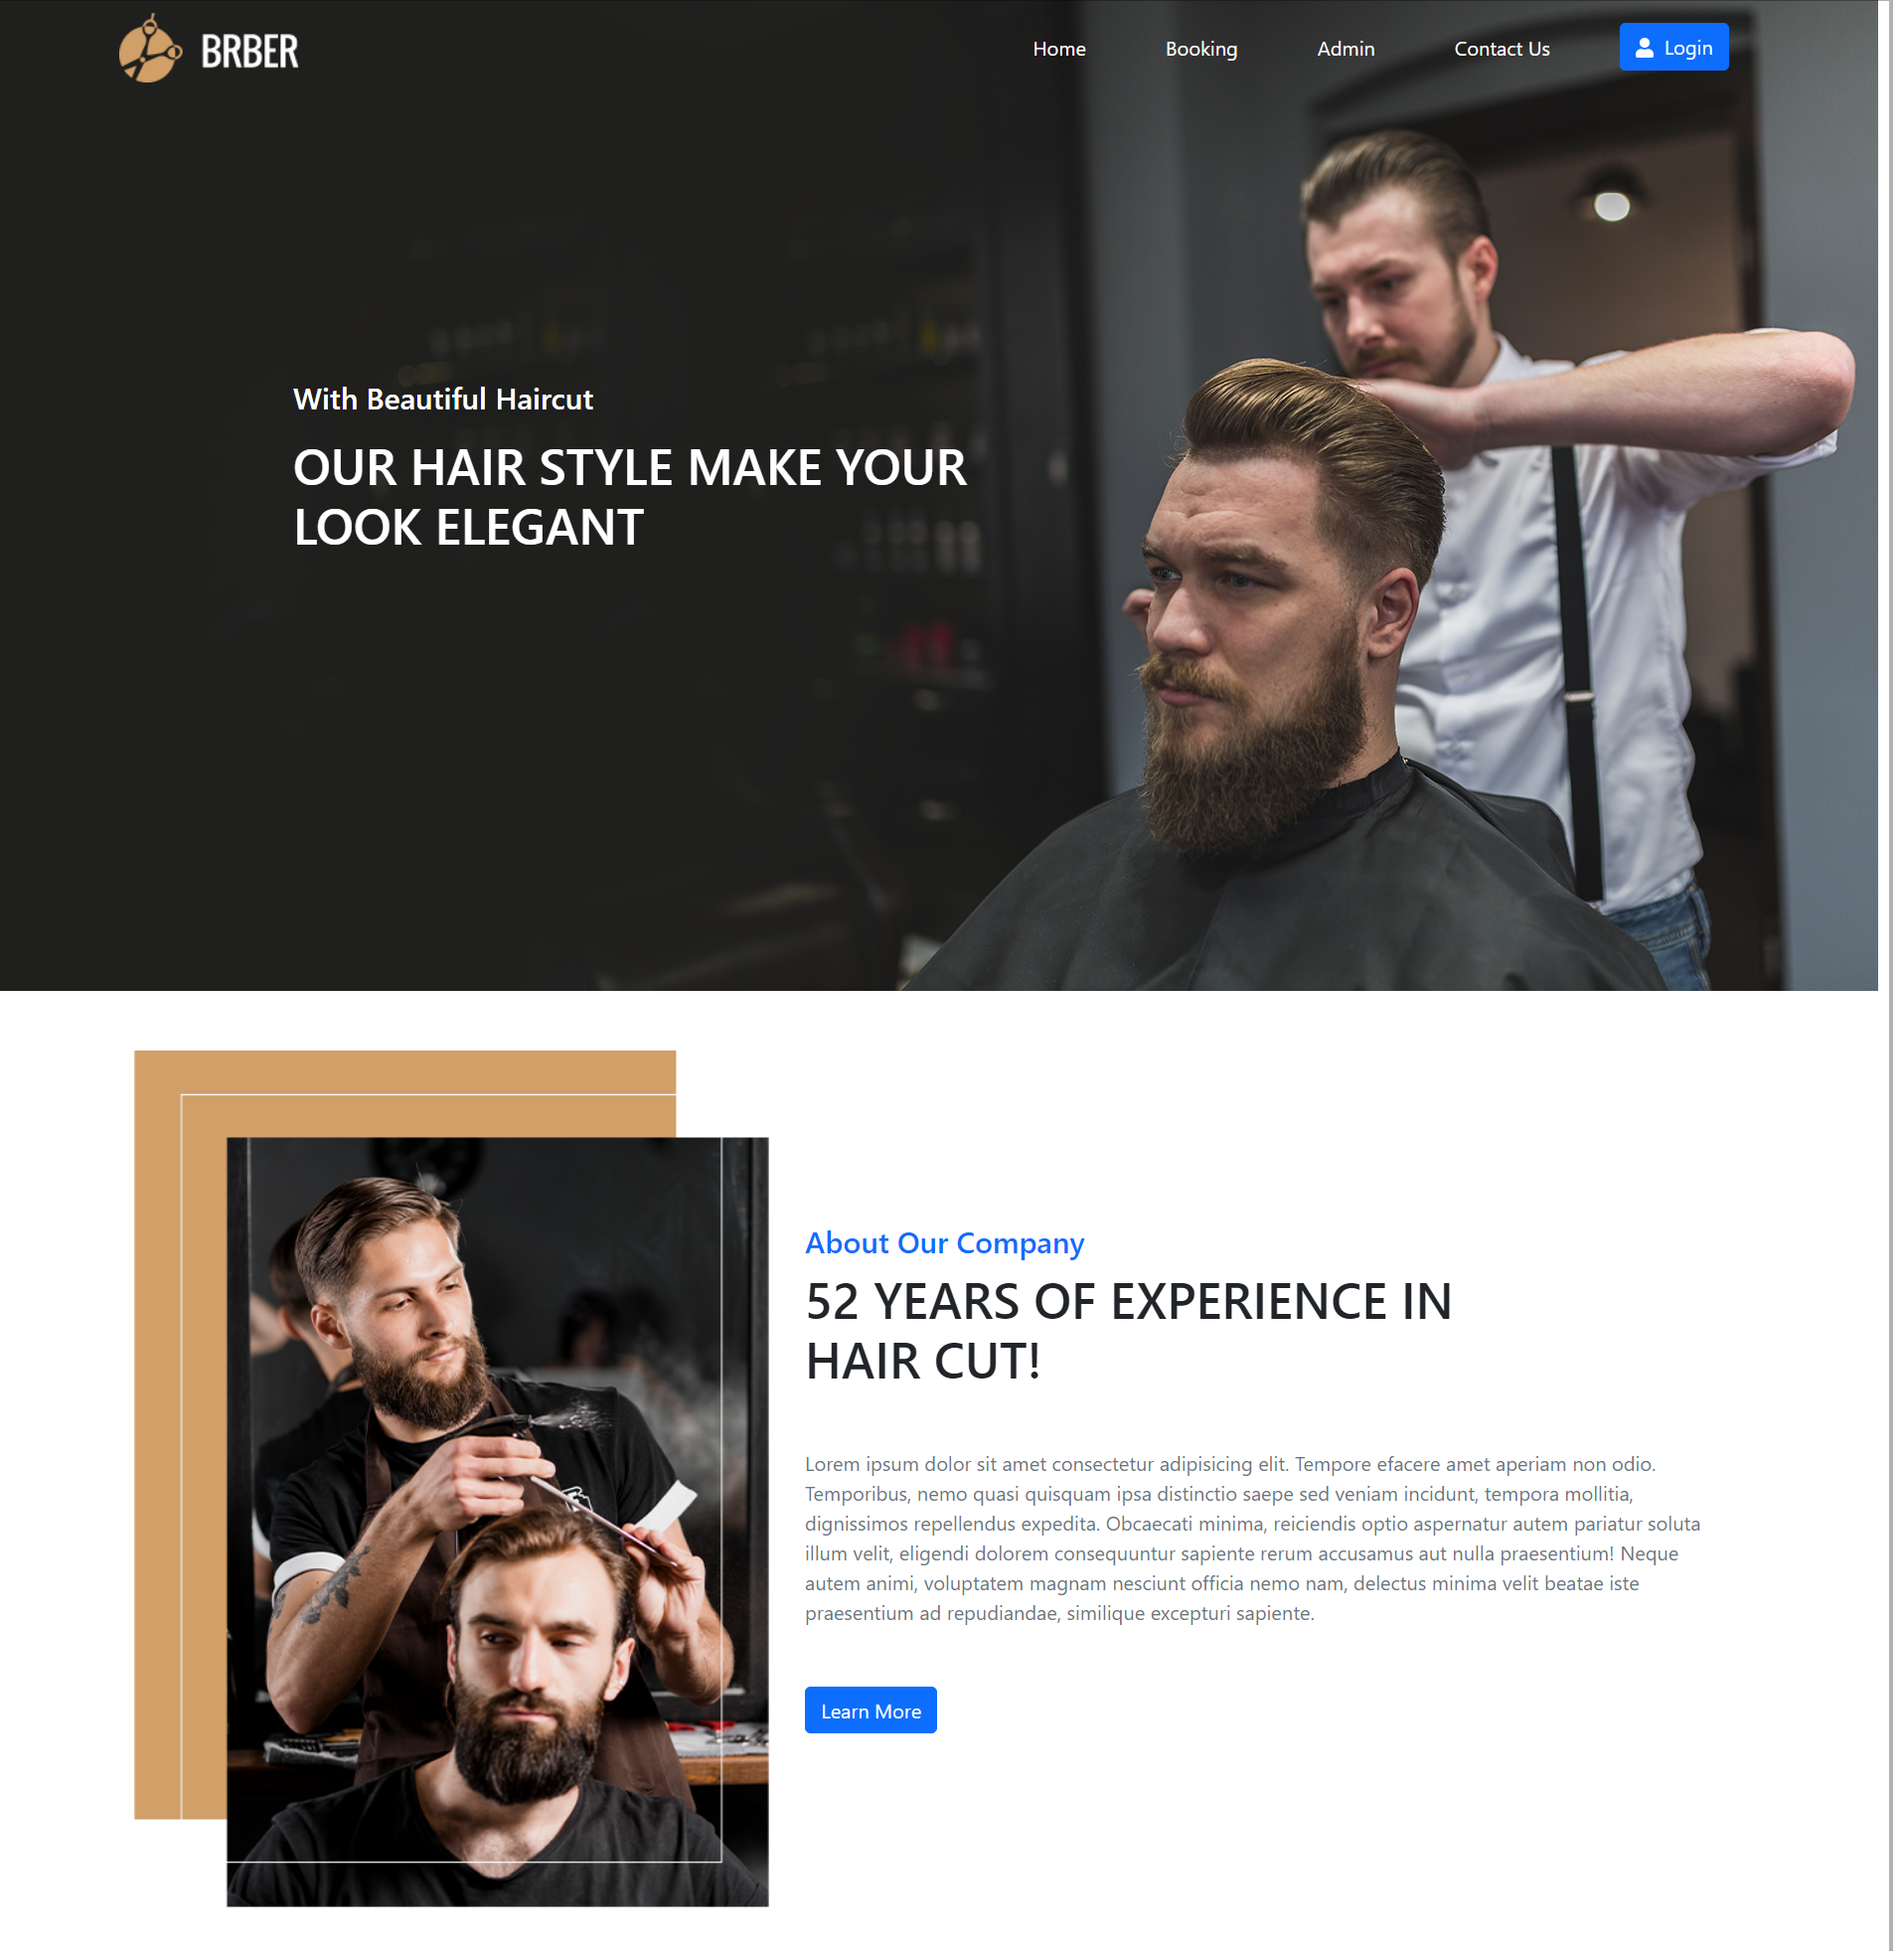 BRBER
Home
Booking
Admin
Contact Us
Login
With Beautiful Haircut
OUR HAIR STYLE MAKE YOUR
LOOK ELEGANT
About Our Company
52 YEARS OF EXPERIENCE IN
HAIR CUT!
Lorem ipsum dolor sit amet consectetur adipisicing elit. Tempore efacere amet aperiam non odio.
Temporibus, nemo quasi quisquam ipsa distinctio saepe sed veniam incidunt, tempora mollitia,
dignissimos repellendus expedita. Obcaecati minima, reiciendis optio aspernatur autem pariatur soluta
illum velit, eligendi dolorem consequuntur sapiente rerum accusamus aut nulla praesentium! Neque
autem animi, voluptatem magnam nesciunt officia nemo nam, delectus minima velit beatae iste
praesentium ad repudiandae, similique excepturi sapiente.
Learn More